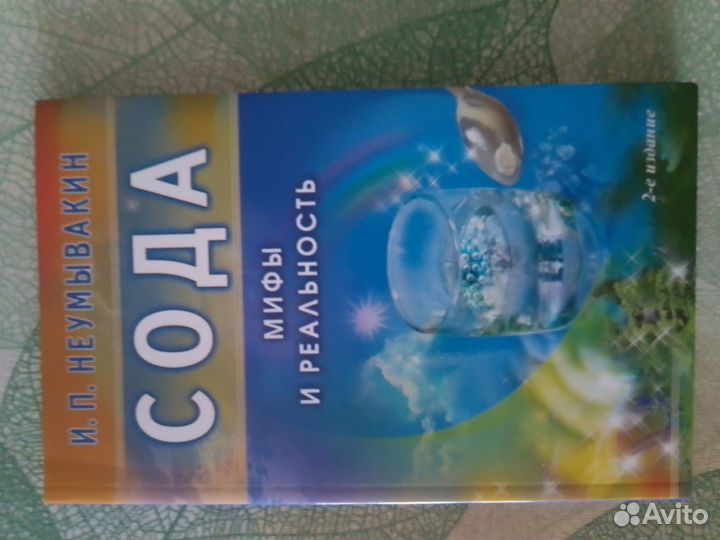 И. П. НЕУМЫВАКИН
СОДА
МИФЫ
И РЕАЛЬНОСТЬ
2-е издание
Avito